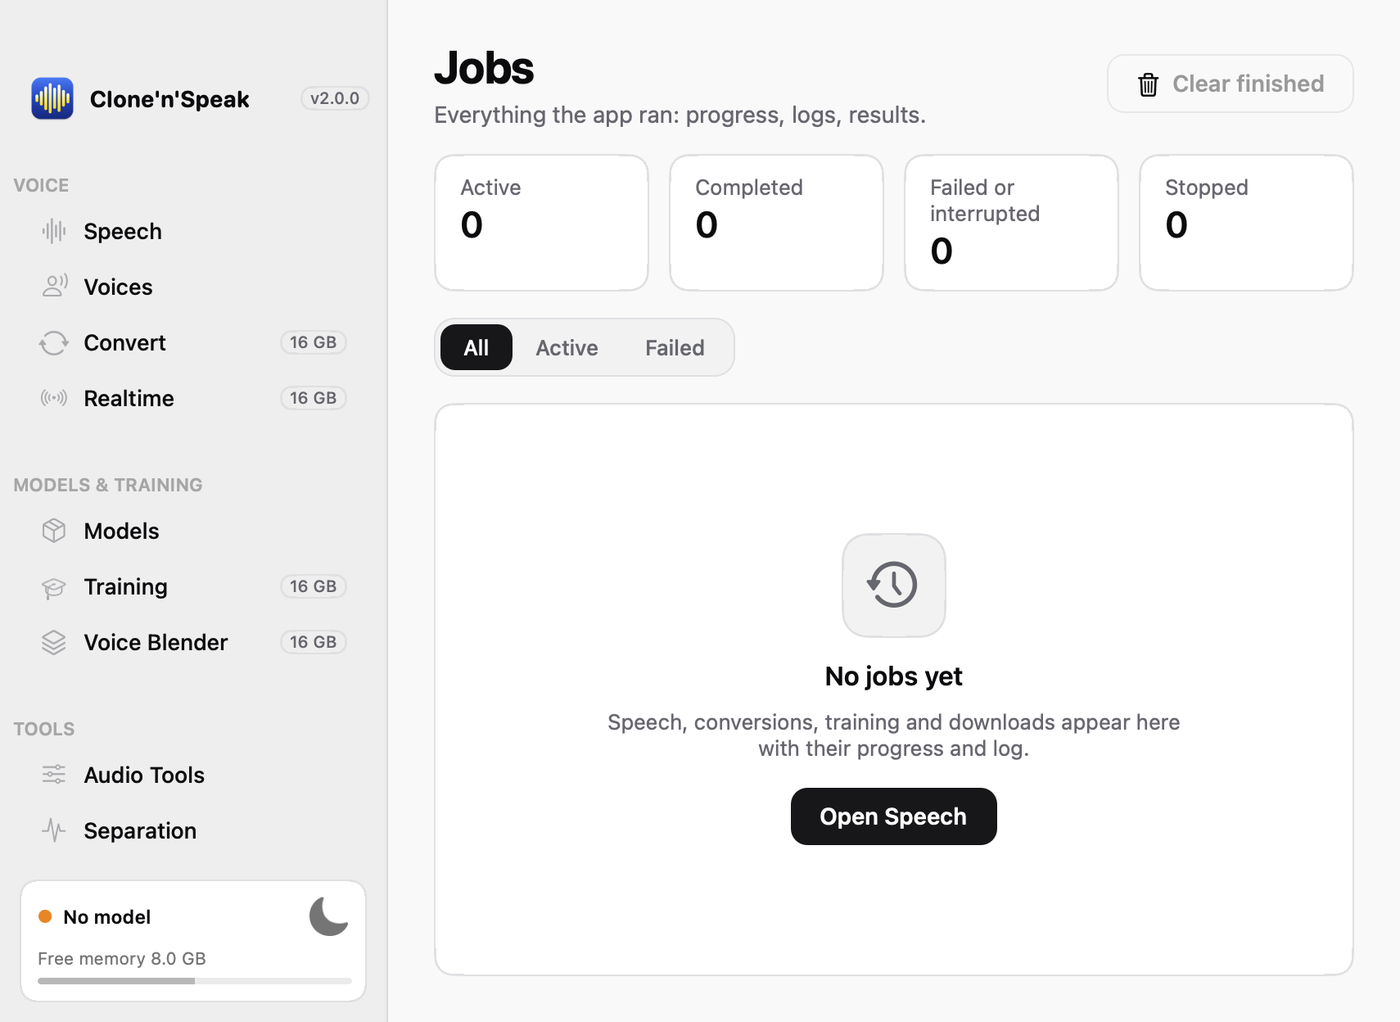 Clone'n'Speak
v2.0.0
VOICE
Speech
Voices
Convert
16 GB
Realtime
16 GB
MODELS & TRAINING
Models
Training
16 GB
Voice Blender
16 GB
TOOLS
Audio Tools
Separation
No model
Free memory 8.0 GB
Jobs
Everything the app ran: progress, logs, results.
Clear finished
Active
0
Completed
0
Failed or
interrupted
0
Stopped
0
All
Active
Failed
No jobs yet
Speech, conversions, training and downloads appear here
with their progress and log.
Open Speech